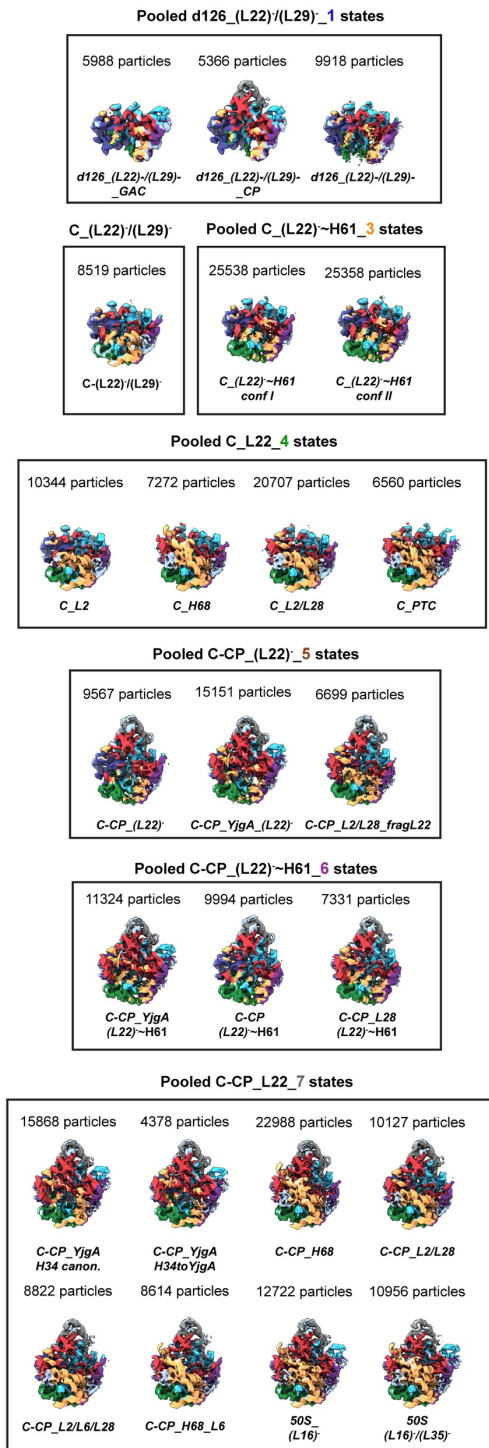 Pooled d126_(L22)⁻/(L29)⁻_1 states
5988 particles 5366 particles 9918 particles
d126_(L22)-/(L29)- d126_(L22)-/(L29)- d126_(L22)-/(L29)-
_GAC _CP
C_(L22)⁻/(L29)⁻ Pooled C_(L22)⁻~H61_3 states
8519 particles 25538 particles 25358 particles
C-(L22)⁻/(L29)⁻ C_(L22)⁻~H61 C_(L22)⁻~H61
conf I conf II
Pooled C_L22_4 states
10344 particles 7272 particles 20707 particles 6560 particles
C_L2 C_H68 C_L2/L28 C_PTC
Pooled C-CP_(L22)⁻_5 states
9567 particles 15151 particles 6699 particles
C-CP_(L22)⁻ C-CP_YjgA_(L22)⁻ C-CP_L2/L28_fragL22
Pooled C-CP_(L22)⁻~H61_6 states
11324 particles 9994 particles 7331 particles
C-CP_YjgA C-CP C-CP_L28
(L22)⁻~H61 (L22)⁻~H61 (L22)⁻~H61
Pooled C-CP_L22_7 states
15868 particles 4378 particles 22988 particles 10127 particles
C-CP_YjgA C-CP_YjgA C-CP_H68 C-CP_L2/L28
H34 canon. H34toYjgA
8822 particles 8614 particles 12722 particles 10956 particles
C-CP_L2/L6/L28 C-CP_H68_L6 50S_ 50S
(L16)⁻ (L16)⁻/(L35)⁻